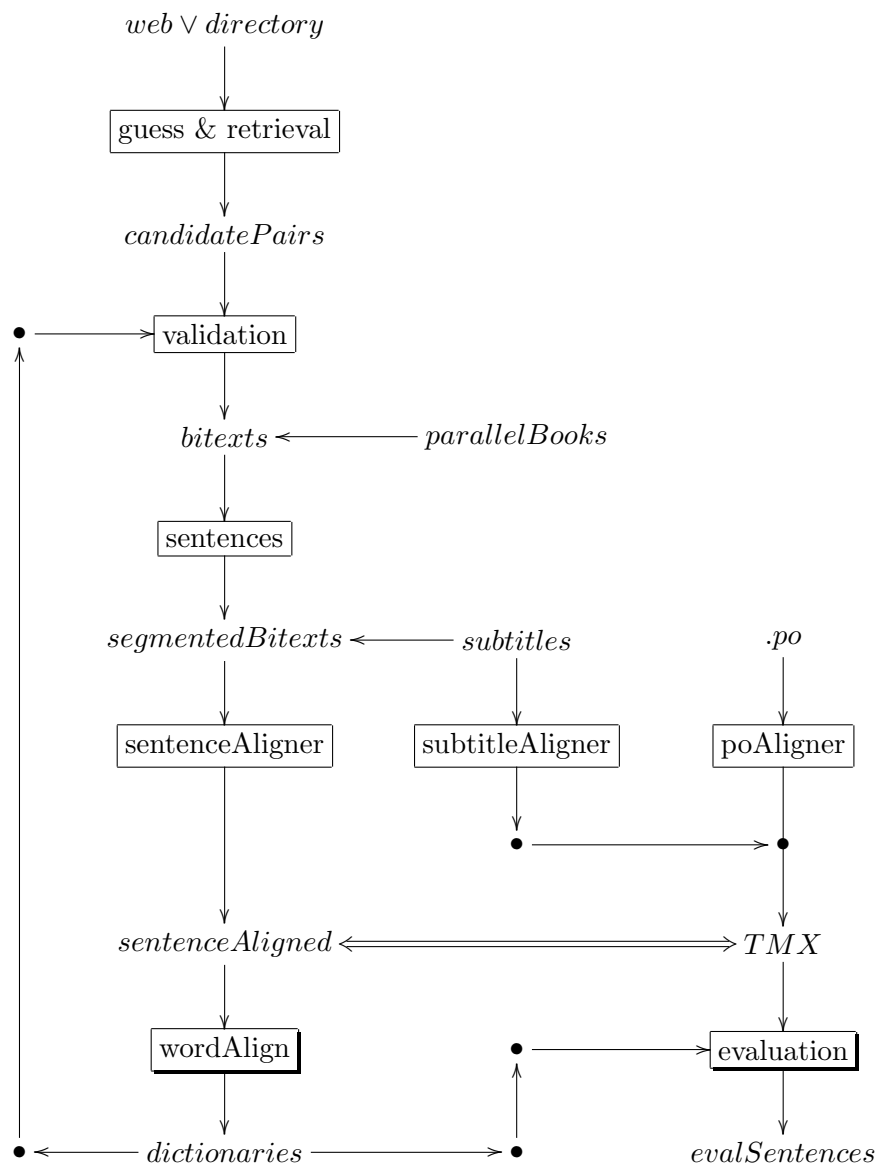 web ∨ directory
guess & retrieval
candidatePairs
validation
bitexts
parallelBooks
sentences
segmentedBitexts
subtitles
.po
sentenceAligner
subtitleAligner
poAligner
sentenceAligned
TMX
wordAlign
evaluation
dictionaries
evalSentences